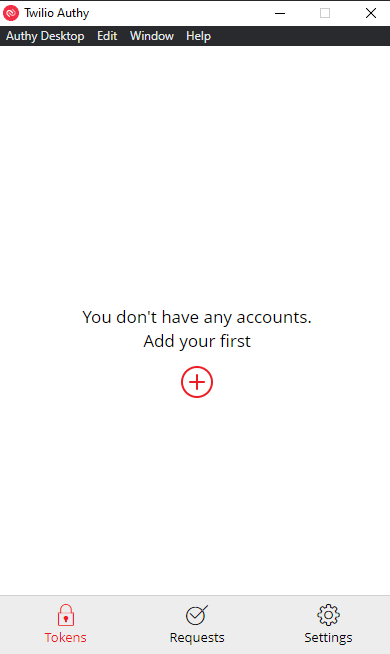 Twilio Authy
Authy Desktop Edit Window Help
You don't have any accounts.
Add your first
Tokens Requests Settings